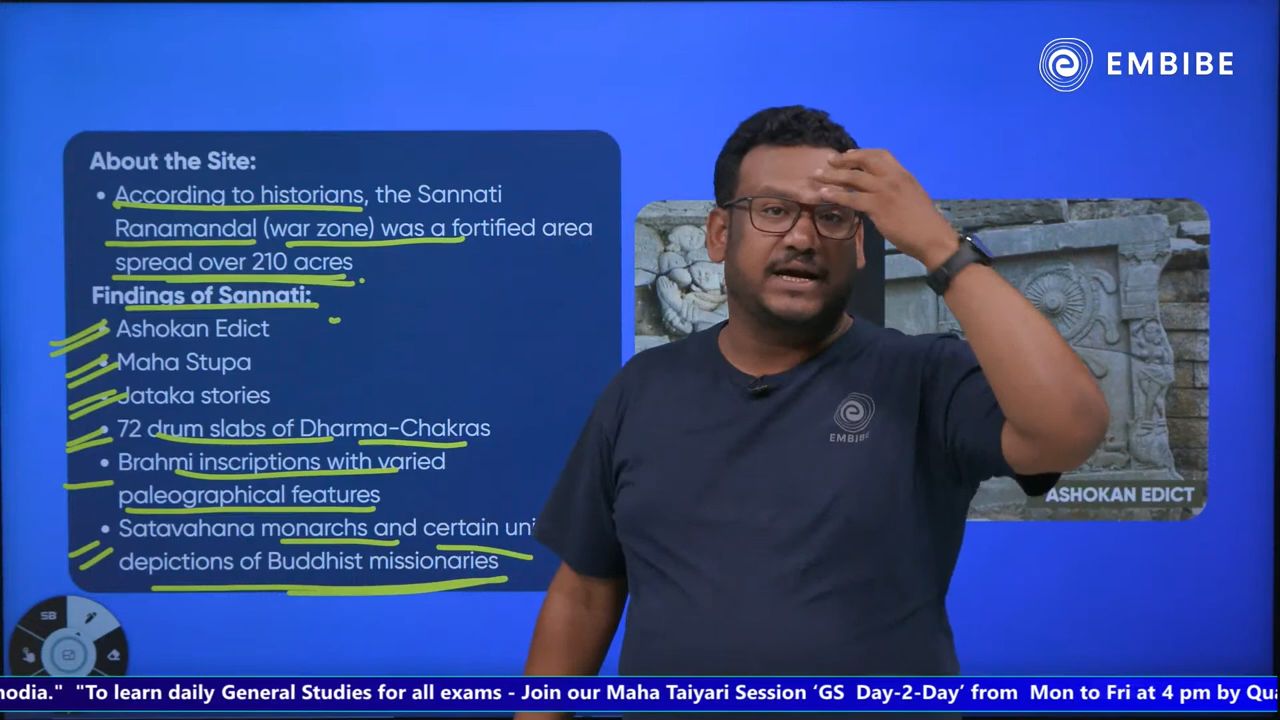 EMBIBE
About the Site:
• According to historians, the Sannati
Ranamandal (war zone) was a fortified area
spread over 210 acres
Findings of Sannati:
• Ashokan Edict
• Maha Stupa
• Jataka stories
• 72 drum slabs of Dharma-Chakras
• Brahmi inscriptions with varied
paleographical features
• Satavahana monarchs and certain
depictions of Buddhist missionaries
EMBIBE
ASHOKAN EDICT
SB
"To learn daily General Studies for all exams - Join our Maha Taiyari Session ‘GS Day-2-Day’ from Mon to Fri at 4 pm by